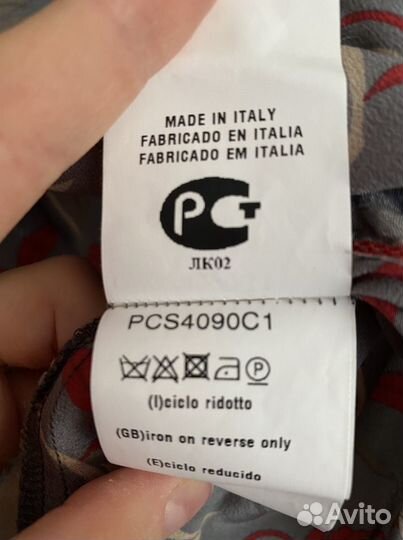 MADE IN ITALY
FABRICADO EN ITALIA
FABRICADO EM ITALIA
РСТ
ЛК02
PCS4090C1
P
(I)ciclo ridotto
(GB)iron on reverse only
(E)ciclo reducido
Avito